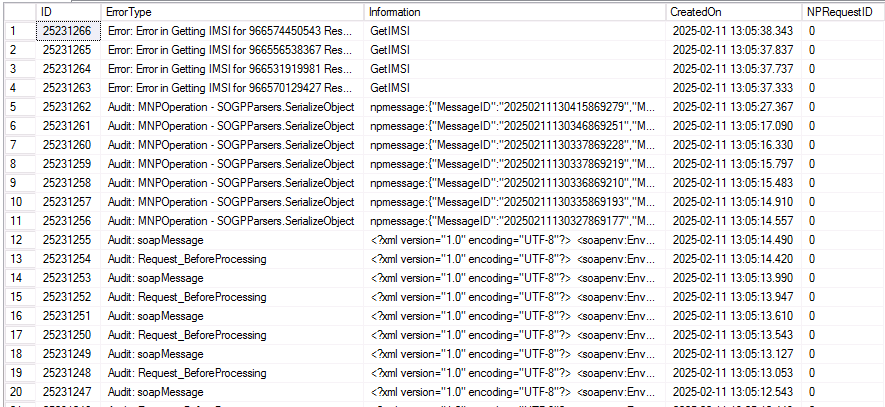 ID ErrorType Information CreatedOn NPRequestID
1 25231266 Error: Error in Getting IMSI for 966574450543 Res... GetIMSI 2025-02-11 13:05:38.343 0
2 25231265 Error: Error in Getting IMSI for 966556538367 Res... GetIMSI 2025-02-11 13:05:37.837 0
3 25231264 Error: Error in Getting IMSI for 966531919981 Res... GetIMSI 2025-02-11 13:05:37.737 0
4 25231263 Error: Error in Getting IMSI for 966570129427 Res... GetIMSI 2025-02-11 13:05:37.333 0
5 25231262 Audit: MNPOperation - SOGPParsers.SerializeObject npmessage:{"MessageID":"20250211130415869279","M... 2025-02-11 13:05:27.367 0
6 25231261 Audit: MNPOperation - SOGPParsers.SerializeObject npmessage:{"MessageID":"20250211130346869251","M... 2025-02-11 13:05:17.090 0
7 25231260 Audit: MNPOperation - SOGPParsers.SerializeObject npmessage:{"MessageID":"20250211130337869228","M... 2025-02-11 13:05:16.330 0
8 25231259 Audit: MNPOperation - SOGPParsers.SerializeObject npmessage:{"MessageID":"20250211130337869219","M... 2025-02-11 13:05:15.797 0
9 25231258 Audit: MNPOperation - SOGPParsers.SerializeObject npmessage:{"MessageID":"20250211130336869210","M... 2025-02-11 13:05:15.483 0
10 25231257 Audit: MNPOperation - SOGPParsers.SerializeObject npmessage:{"MessageID":"20250211130335869193","M... 2025-02-11 13:05:14.910 0
11 25231256 Audit: MNPOperation - SOGPParsers.SerializeObject npmessage:{"MessageID":"20250211130327869177","M... 2025-02-11 13:05:14.557 0
12 25231255 Audit: soapMessage <?xml version="1.0" encoding="UTF-8"?> <soapenv:Env... 2025-02-11 13:05:14.490 0
13 25231254 Audit: Request_BeforeProcessing <?xml version="1.0" encoding="UTF-8"?> <soapenv:Env... 2025-02-11 13:05:14.420 0
14 25231253 Audit: soapMessage <?xml version="1.0" encoding="UTF-8"?> <soapenv:Env... 2025-02-11 13:05:13.990 0
15 25231252 Audit: Request_BeforeProcessing <?xml version="1.0" encoding="UTF-8"?> <soapenv:Env... 2025-02-11 13:05:13.947 0
16 25231251 Audit: soapMessage <?xml version="1.0" encoding="UTF-8"?> <soapenv:Env... 2025-02-11 13:05:13.610 0
17 25231250 Audit: Request_BeforeProcessing <?xml version="1.0" encoding="UTF-8"?> <soapenv:Env... 2025-02-11 13:05:13.543 0
18 25231249 Audit: soapMessage <?xml version="1.0" encoding="UTF-8"?> <soapenv:Env... 2025-02-11 13:05:13.127 0
19 25231248 Audit: Request_BeforeProcessing <?xml version="1.0" encoding="UTF-8"?> <soapenv:Env... 2025-02-11 13:05:13.053 0
20 25231247 Audit: soapMessage <?xml version="1.0" encoding="UTF-8"?> <soapenv:Env... 2025-02-11 13:05:12.543 0